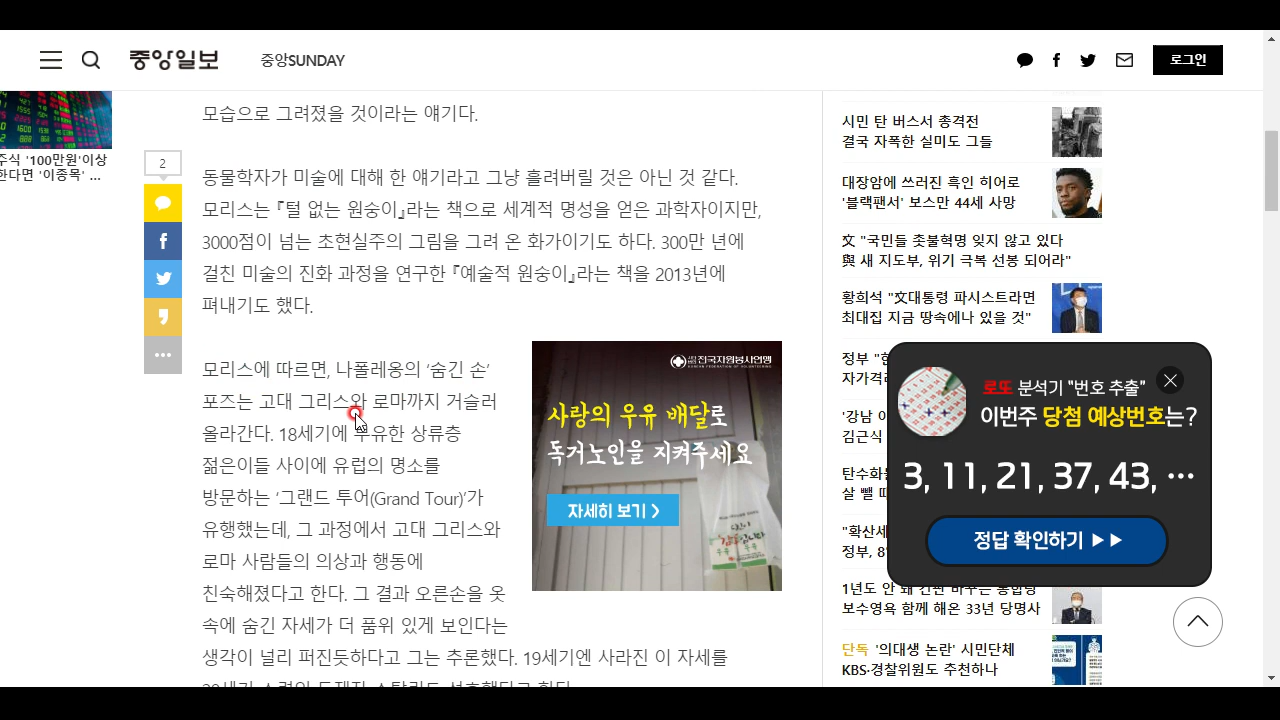 중앙일보
중앙SUNDAY
로그인
주식 '100만원'이상
한다면 '이종목' ...
2
모습으로 그려졌을 것이라는 얘기다.
동물학자가 미술에 대해 한 얘기라고 그냥 흘려버릴 것은 아닌 것 같다.
모리스는 『털 없는 원숭이』라는 책으로 세계적 명성을 얻은 과학자이지만,
3000점이 넘는 초현실주의 그림을 그려 온 화가이기도 하다. 300만 년에
걸친 미술의 진화 과정을 연구한 『예술적 원숭이』라는 책을 2013년에
펴내기도 했다.
모리스에 따르면, 나폴레옹의 ‘숨긴 손’
포즈는 고대 그리스와 로마까지 거슬러
올라간다. 18세기에 부유한 상류층
젊은이들 사이에 유럽의 명소를
방문하는 ‘그랜드 투어(Grand Tour)’가
유행했는데, 그 과정에서 고대 그리스와
로마 사람들의 의상과 행동에
친숙해졌다고 한다. 그 결과 오른손을 옷
속에 숨긴 자세가 더 품위 있게 보인다는
생각이 널리 퍼진듯하다고 그는 추론했다. 19세기엔 사라진 이 자세를
전국자원봉사연맹
KOREAN FEDERATION OF VOLUNTEERING
사랑의 우유 배달로
독거노인을 지켜주세요
자세히 보기 >
시민 탄 버스서 총격전
결국 자폭한 실미도 그들
대장암에 쓰러진 흑인 히어로
'블랙팬서' 보스만 44세 사망
文 "국민들 촛불혁명 잊지 않고 있다
與 새 지도부, 위기 극복 선봉 되어라"
황희석 "文대통령 파시스트라면
최대집 지금 땅속에나 있을 것"
정부 "한
자가격리
'강남 아
김근식
탄수화물
살 뺄 때
"확산세
정부, 8
로또 분석기 "번호 추출"
이번주 당첨 예상번호는?
3, 11, 21, 37, 43, ···
정답 확인하기 ▶▶
보수영욕 함께 해온 33년 당명사
단독 '의대생 논란' 시민단체
KBS·경찰위원도 추천하나